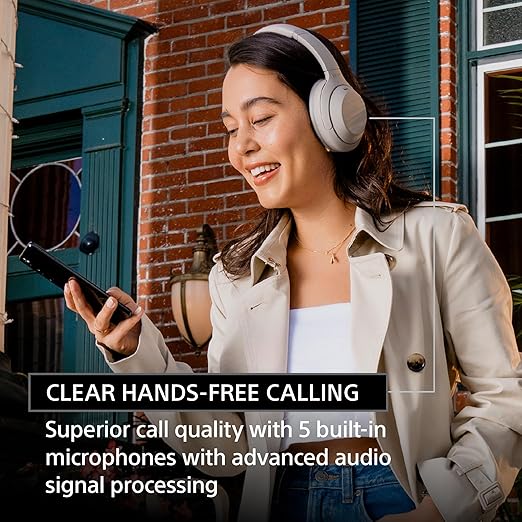 CLEAR HANDS-FREE CALLING
Superior call quality with 5 built-in
microphones with advanced audio
signal processing